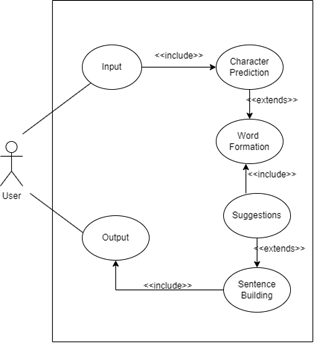 <<include>>
Input
Character
Prediction
<<extends>>
Word
Formation
<<include>>
User
Suggestions
Output
<<extends>>
<<include>>
Sentence
Building